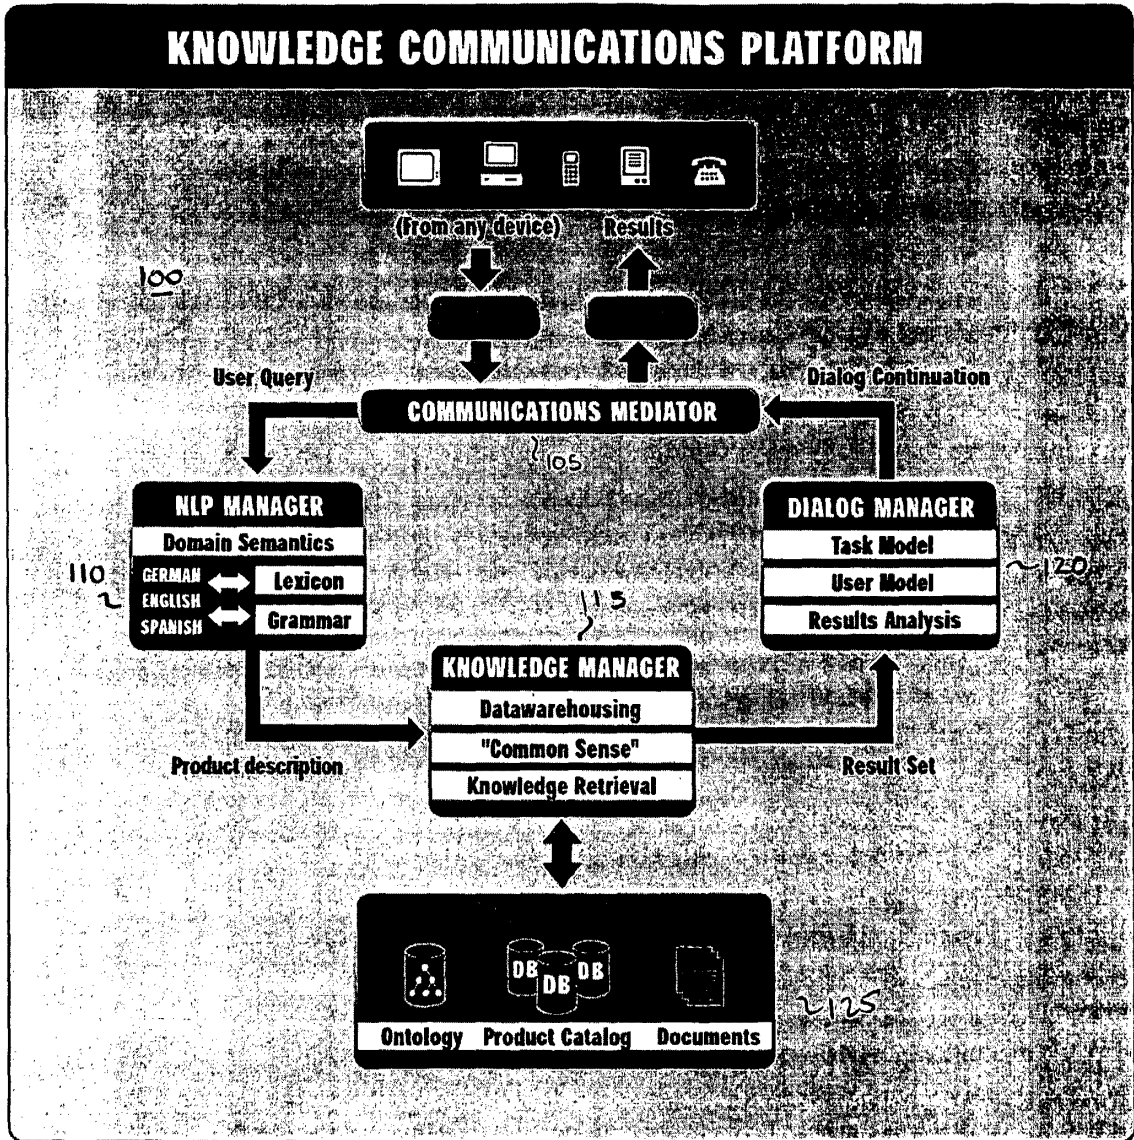 KNOWLEDGE COMMUNICATIONS PLATFORM
(From any device) Results
100
User Query
Dialog Continuation
COMMUNICATIONS MEDIATOR
105
NLP MANAGER
Domain Semantics
GERMAN
ENGLISH
SPANISH
Lexicon
Grammar
110
DIALOG MANAGER
Task Model
User Model
Results Analysis
120
115
KNOWLEDGE MANAGER
Datawarehousing
"Common Sense"
Knowledge Retrieval
Product description
Result Set
DB DB DB
Ontology Product Catalog Documents
125